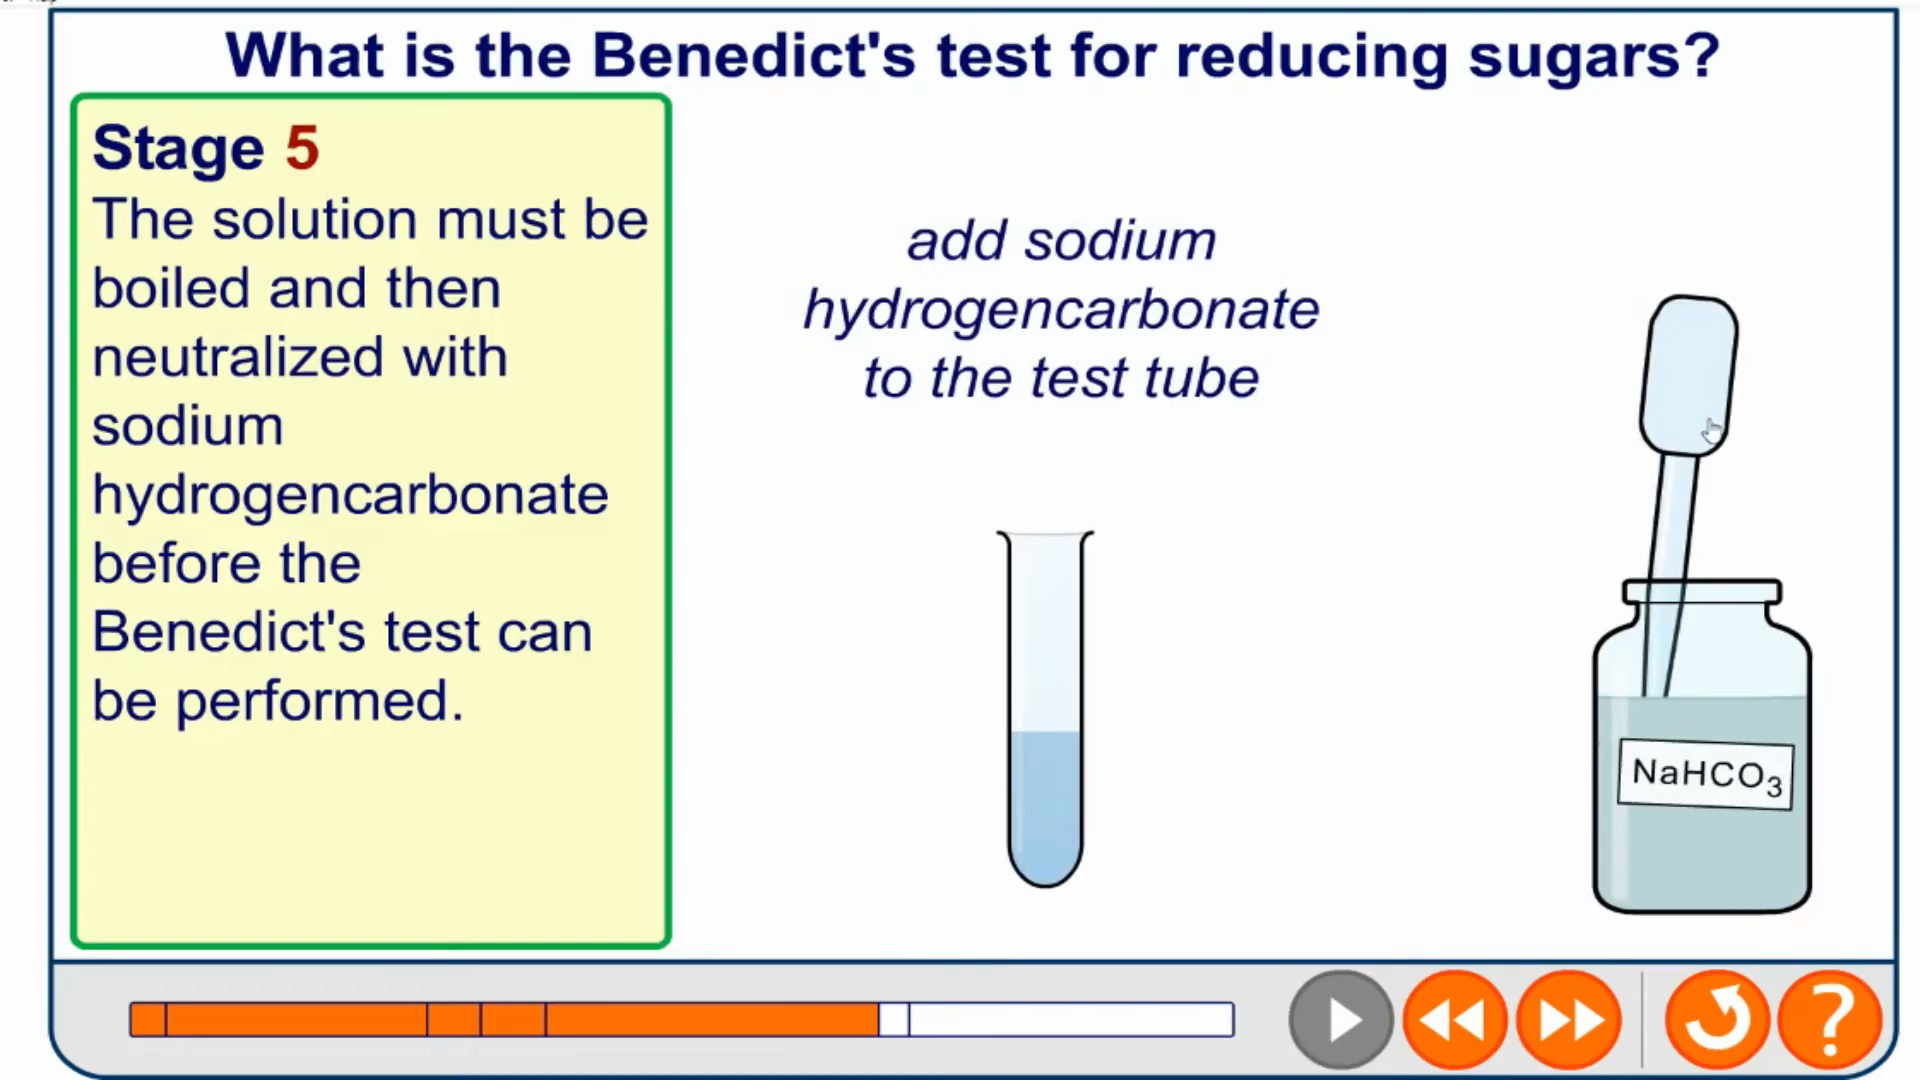 What is the Benedict's test for reducing sugars?
Stage 5
The solution must be
boiled and then
neutralized with
sodium
hydrogencarbonate
before the
Benedict's test can
be performed.
add sodium
hydrogencarbonate
to the test tube
NaHCO₃
?